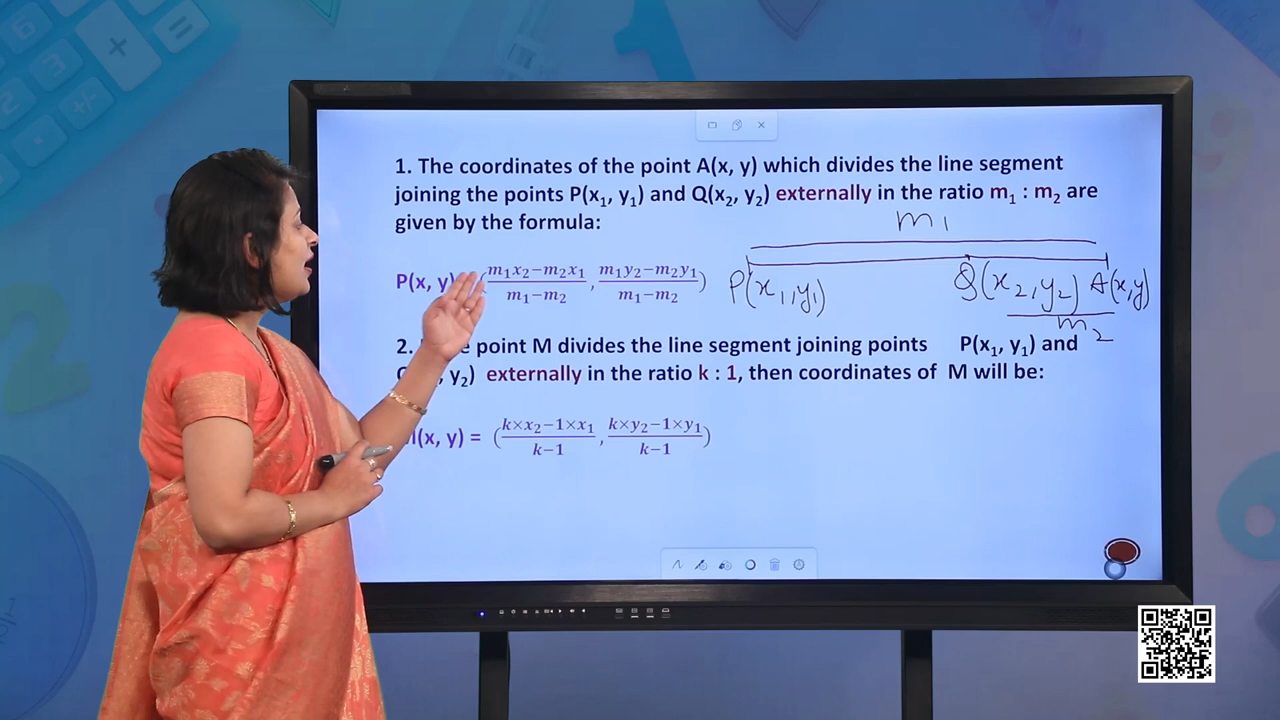 1. The coordinates of the point A(x, y) which divides the line segment
joining the points P(x₁, y₁) and Q(x₂, y₂) externally in the ratio m₁ : m₂ are
given by the formula:
m₁
P(x, y) (m₁x₂−m₂x₁/m₁−m₂, m₁y₂−m₂y₁/m₁−m₂)
P(x₁,y₁) Q(x₂,y₂) A(x,y)
m₂
2. point M divides the line segment joining points P(x₁, y₁) and
y₂) externally in the ratio k : 1, then coordinates of M will be:
M(x, y) = (k×x₂−1×x₁/k−1, k×y₂−1×y₁/k−1)